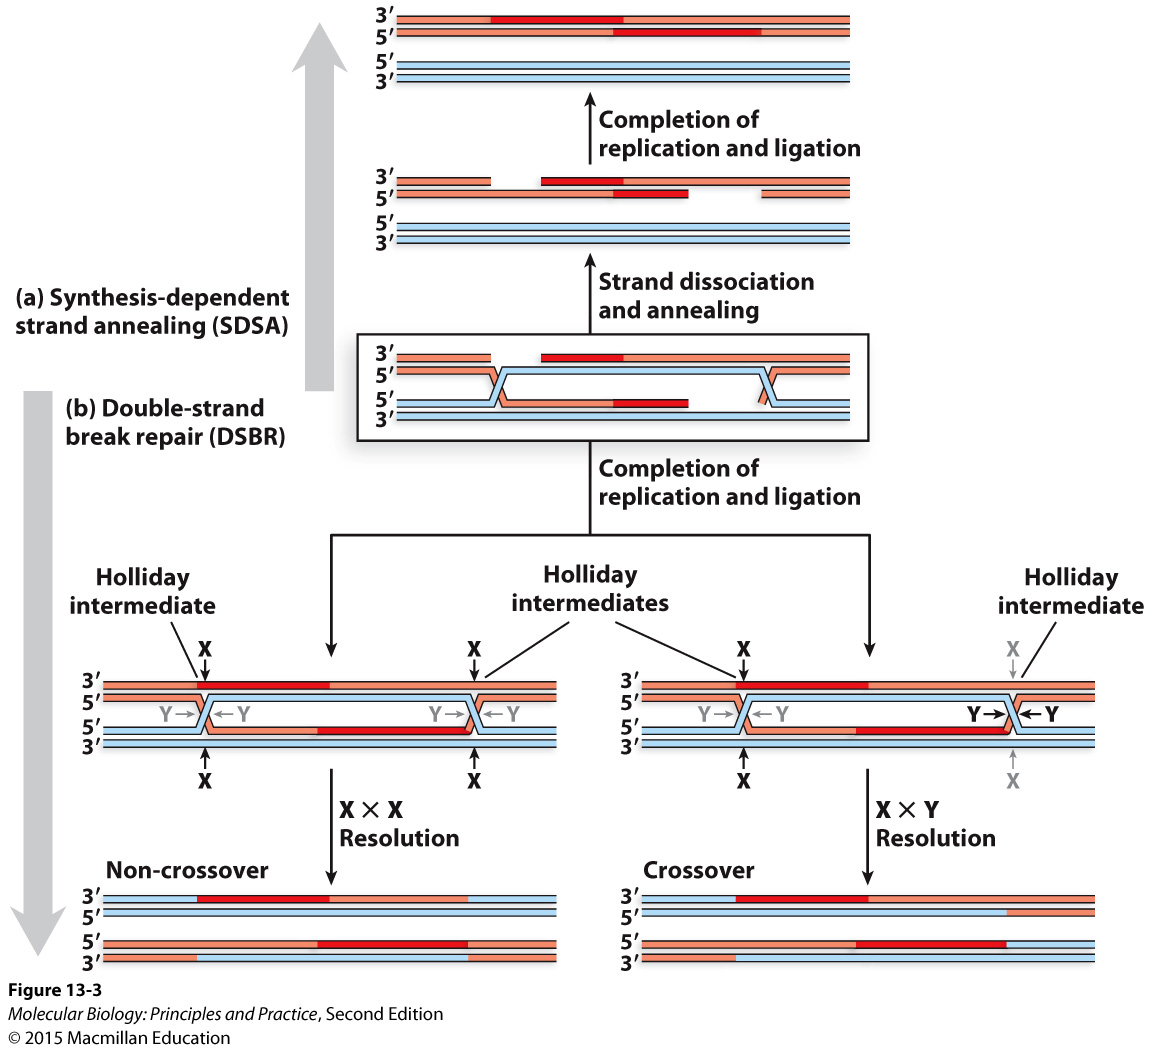 3′
5′
5′
3′
Completion of
replication and ligation
3′
5′
5′
3′
Strand dissociation
and annealing
(a) Synthesis-dependent
strand annealing (SDSA)
3′
5′
5′
3′
(b) Double-strand
break repair (DSBR)
Completion of
replication and ligation
Holliday
intermediate
Holliday
intermediates
Holliday
intermediate
X X X X
3′ 3′
5′ 5′
Y Y Y Y Y Y Y Y
5′ 5′
3′ 3′
X X X X
X × X
Resolution
X × Y
Resolution
Non-crossover
Crossover
3′ 3′
5′ 5′
5′ 5′
3′ 3′
Figure 13-3
Molecular Biology: Principles and Practice, Second Edition
© 2015 Macmillan Education